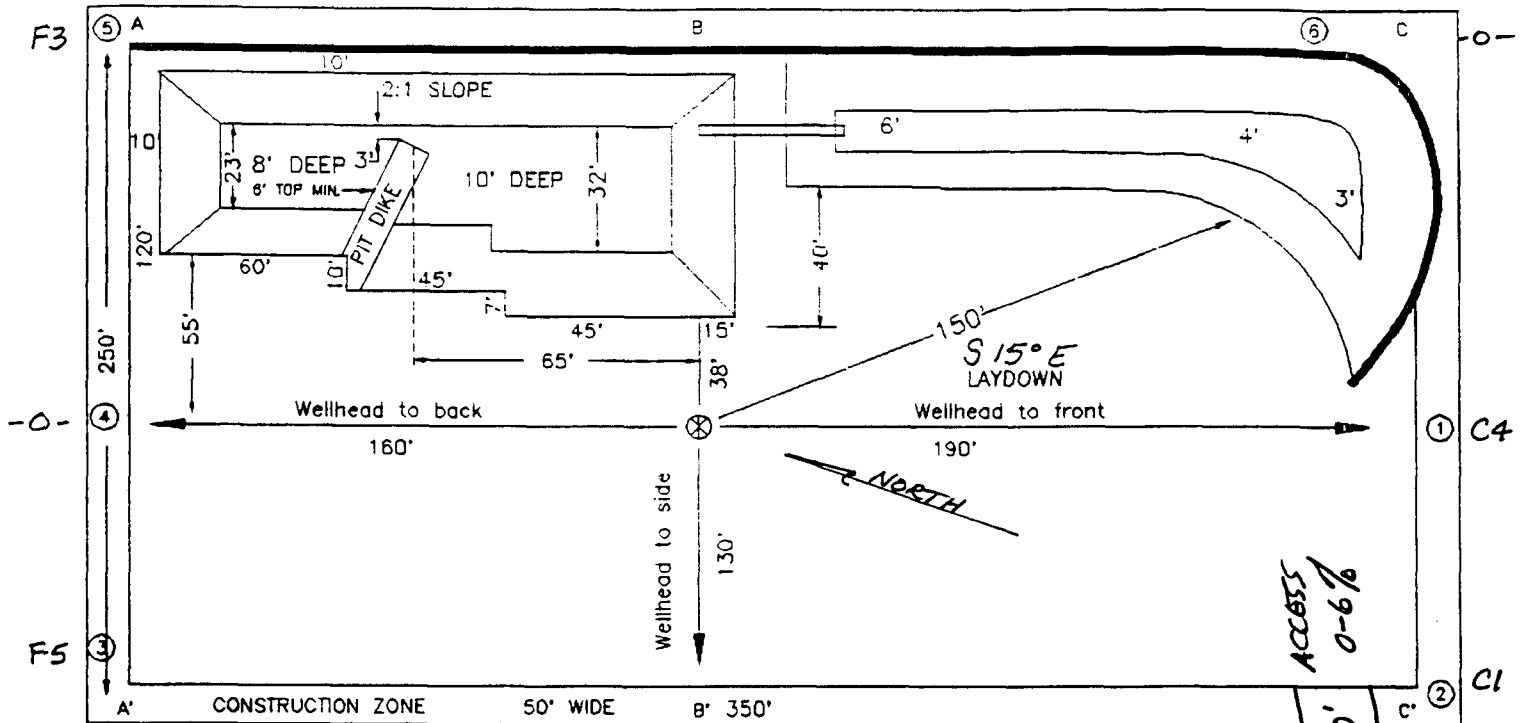 F3 ⑤ A B ⑥ C -0-
10'
2:1 SLOPE
10'
23'
8' DEEP 3'
6' TOP MIN.
PIT DIKE
10' DEEP
32'
6' 4' 3'
120'
60'
10'
45'
7'
45' 15'
40'
250'
55'
65'
38'
150'
S 15° E
LAYDOWN
-0- ④ Wellhead to back Wellhead to front ① C4
160' 190'
NORTH
Wellhead to side
130'
ACCESS
0-6%
F5 ③ ② C1
A' CONSTRUCTION ZONE 50' WIDE B' 350' C'